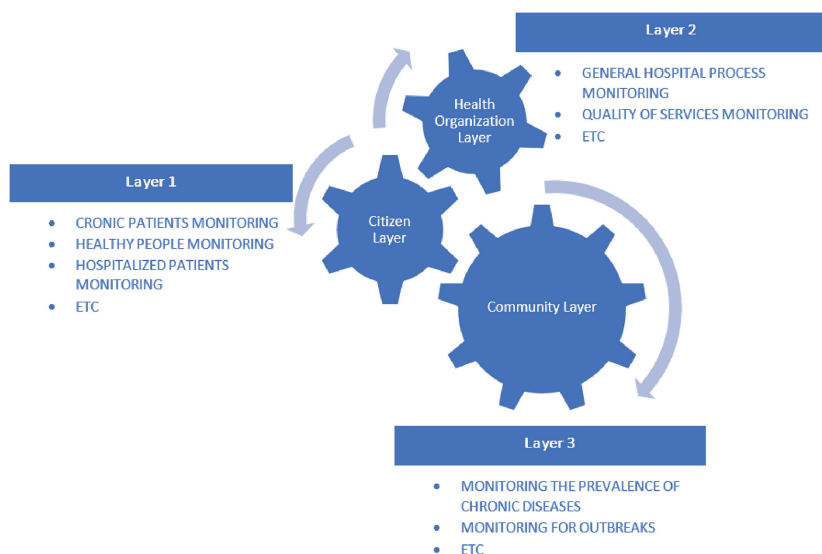 Layer 2
• GENERAL HOSPITAL PROCESS
MONITORING
• QUALITY OF SERVICES MONITORING
• ETC
Health
Organization
Layer
Layer 1
• CRONIC PATIENTS MONITORING
• HEALTHY PEOPLE MONITORING
• HOSPITALIZED PATIENTS
MONITORING
• ETC
Citizen
Layer
Community Layer
Layer 3
• MONITORING THE PREVALENCE OF
CHRONIC DISEASES
• MONITORING FOR OUTBREAKS
• ETC